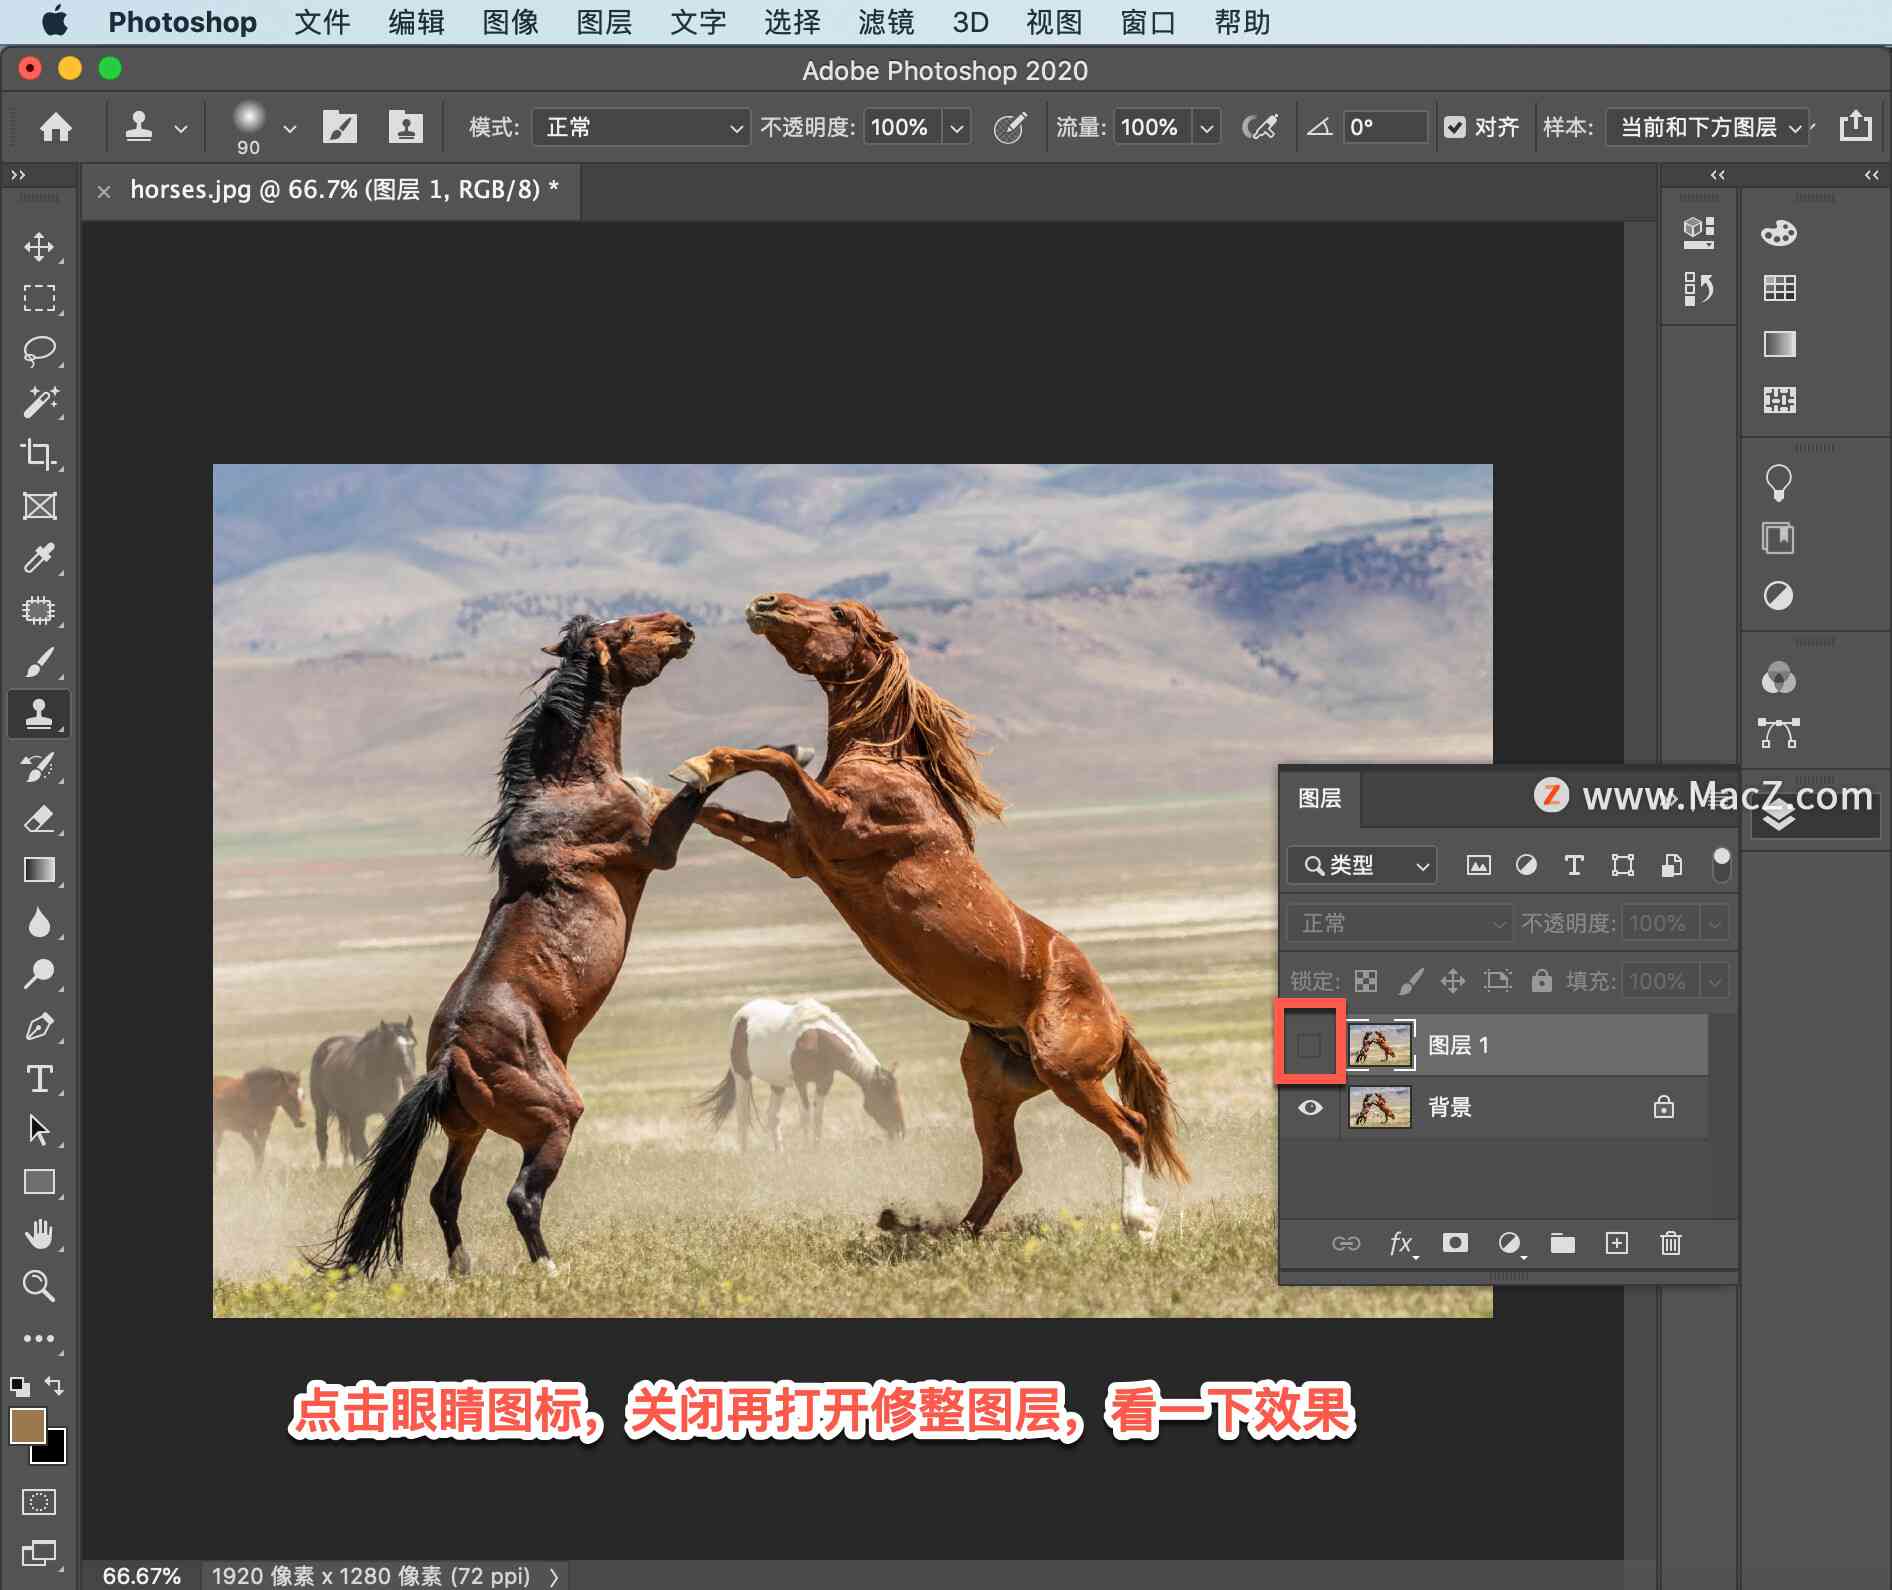 Photoshop 文件 编辑 图像 图层 文字 选择 滤镜 3D 视图 窗口 帮助
Adobe Photoshop 2020
90 模式: 正常 不透明度: 100% 流量: 100% 0° 对齐 样本: 当前和下方图层
× horses.jpg @ 66.7% (图层 1, RGB/8) *
图层
www.MacZ.com
类型
正常 不透明度: 100%
锁定: 填充: 100%
图层 1
背景
fx
点击眼睛图标，关闭再打开修整图层，看一下效果
66.67% 1920 像素 x 1280 像素 (72 ppi)